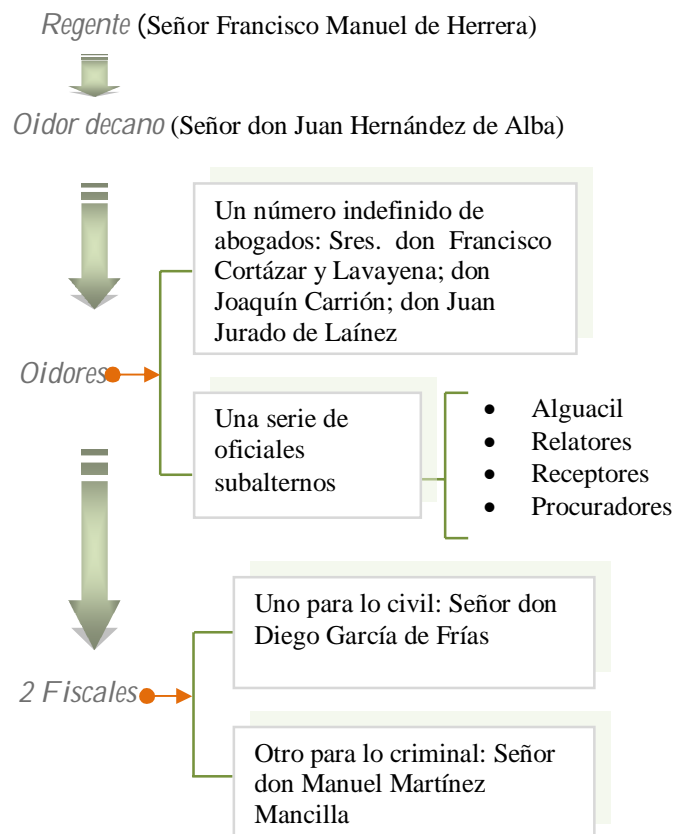 Regente (Señor Francisco Manuel de Herrera)
Oidor decano (Señor don Juan Hernández de Alba)
Un número indefinido de
abogados: Sres. don Francisco
Cortázar y Lavayena; don
Joaquín Carrión; don Juan
Jurado de Laínez
Oidores
Una serie de
oficiales
subalternos
• Alguacil
• Relatores
• Receptores
• Procuradores
Uno para lo civil: Señor don
Diego García de Frías
2 Fiscales
Otro para lo criminal: Señor
don Manuel Martínez
Mancilla